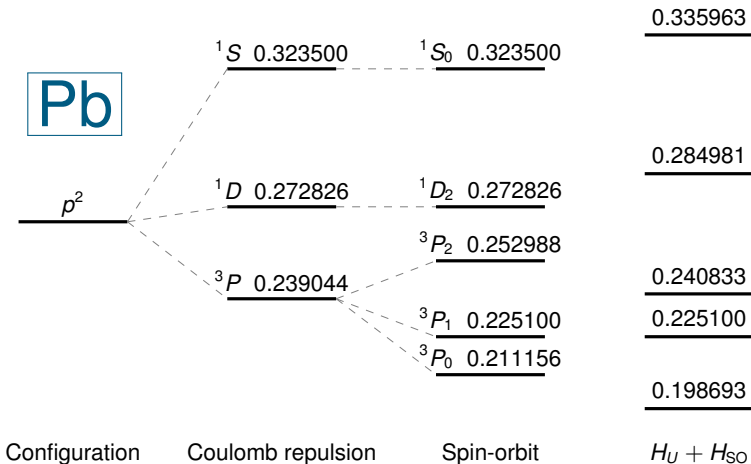 0.335963
¹S 0.323500
¹S₀ 0.323500
Pb
0.284981
p²
¹D 0.272826
¹D₂ 0.272826
³P₂ 0.252988
³P 0.239044
0.240833
³P₁ 0.225100
0.225100
³P₀ 0.211156
0.198693
Configuration Coulomb repulsion Spin-orbit H_U + H_SO